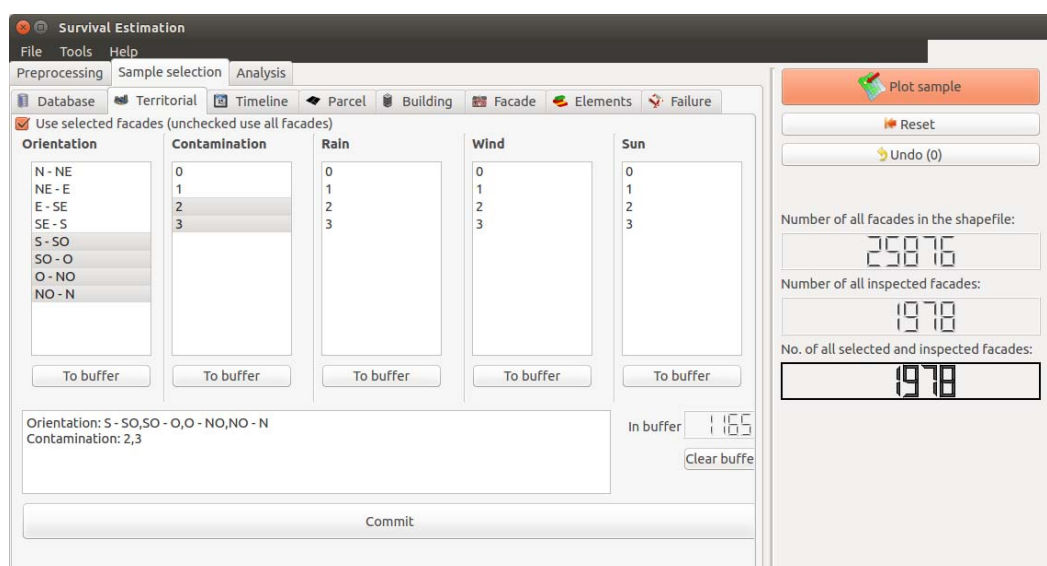 Survival Estimation
File Tools Help
Preprocessing Sample selection Analysis
Database Territorial Timeline Parcel Building Facade Elements Failure
Use selected facades (unchecked use all facades)
Orientation Contamination Rain Wind Sun
N - NE 0 0 0 0
NE - E 1 1 1 1
E - SE 2 2 2 2
SE - S 3 3 3 3
S - SO
SO - O
O - NO
NO - N
To buffer To buffer To buffer To buffer To buffer
Orientation: S - SO,SO - O,O - NO,NO - N
Contamination: 2,3
In buffer 1165
Clear buffe
Commit
Plot sample
Reset
Undo (0)
Number of all facades in the shapefile:
25876
Number of all inspected facades:
1978
No. of all selected and inspected facades:
1978